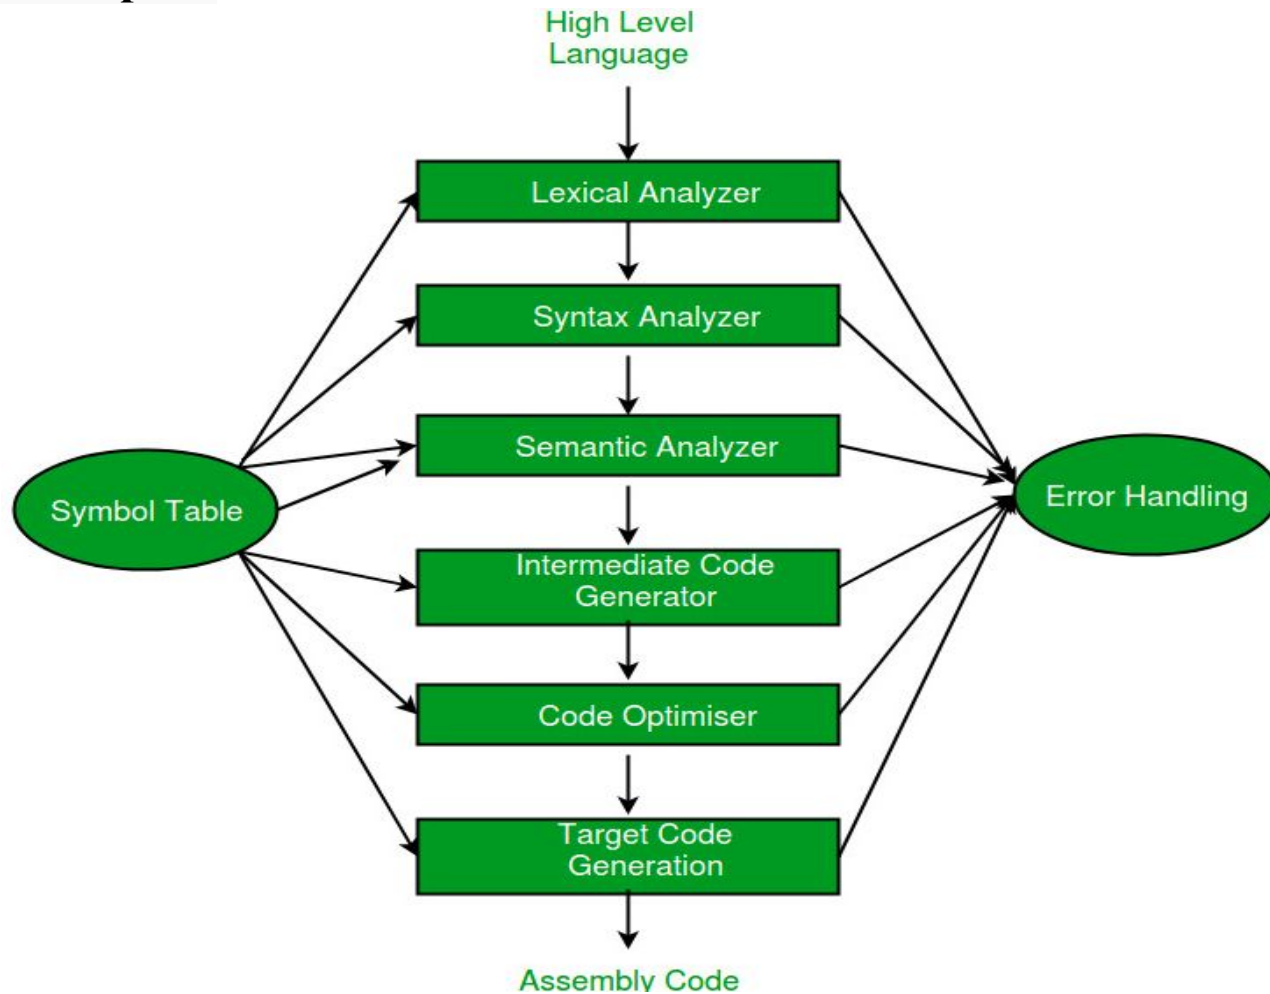 High Level
Language
Lexical Analyzer
Syntax Analyzer
Semantic Analyzer
Symbol Table
Error Handling
Intermediate Code
Generator
Code Optimiser
Target Code
Generation
Assembly Code